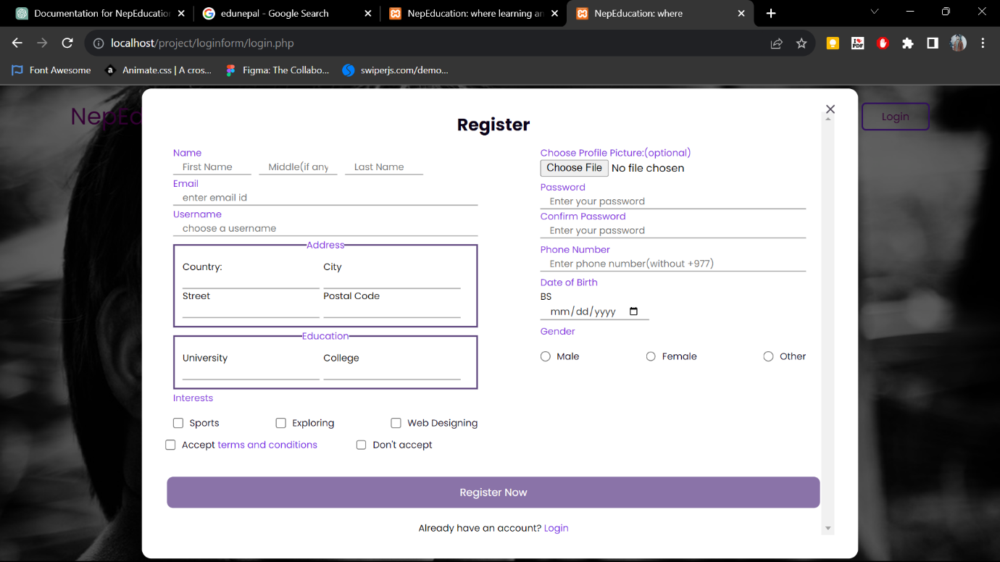 Documentation for NepEducation
edunepal - Google Search
NepEducation: where learning an
NepEducation: where
localhost/project/loginform/login.php
Font Awesome
Animate.css | A cros...
Figma: The Collabo...
swiperjs.com/demo...
NepEd
Login
Register
Name
First Name
Middle(if any
Last Name
Email
enter email id
Username
choose a username
Address
Country:
City
Street
Postal Code
Education
University
College
Interests
Sports
Exploring
Web Designing
Accept terms and conditions
Don't accept
Choose Profile Picture:(optional)
Choose File No file chosen
Password
Enter your password
Confirm Password
Enter your password
Phone Number
Enter phone number(without +977)
Date of Birth
BS
mm/dd/yyyy
Gender
Male
Female
Other
Register Now
Already have an account? Login